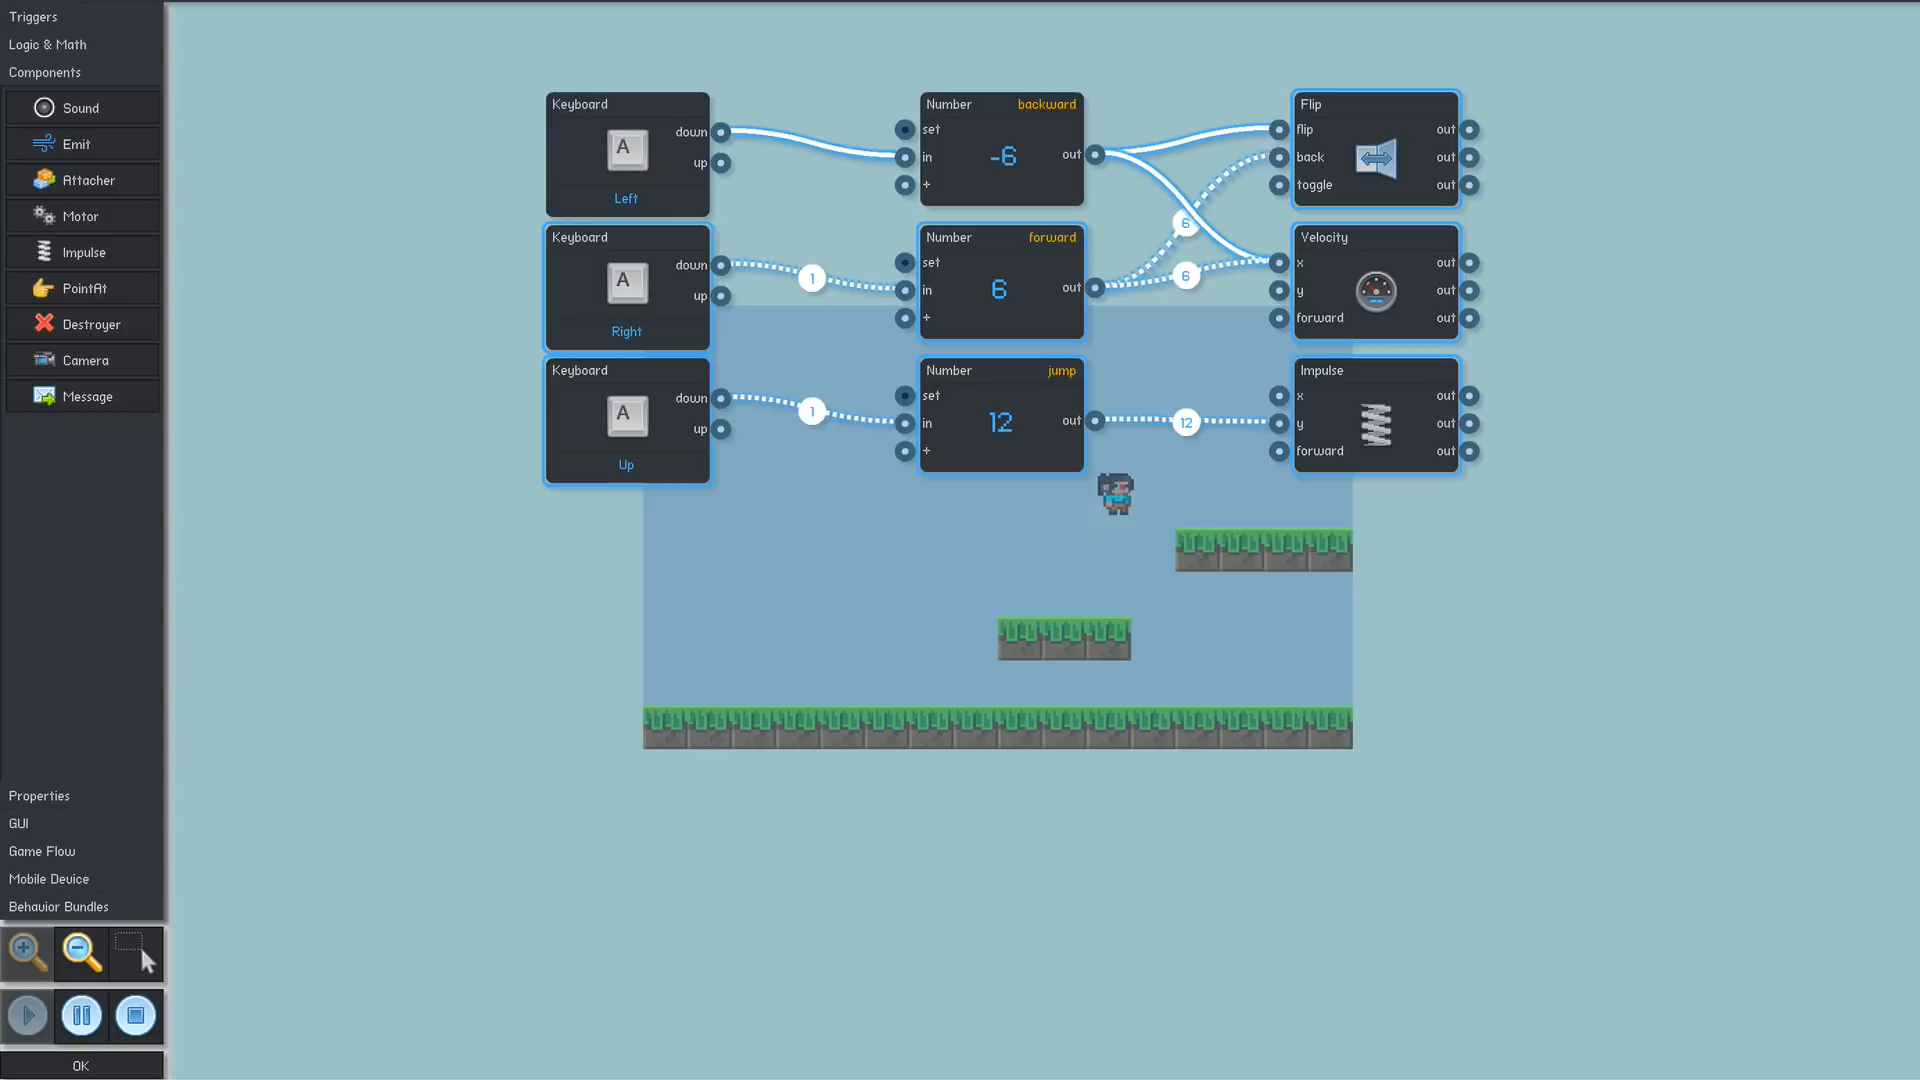 Triggers
Logic & Math
Components
Sound
Emit
Attacher
Motor
Impulse
PointAt
Destroyer
Camera
Message
Properties
GUI
Game Flow
Mobile Device
Behavior Bundles
OK
Keyboard
down
A
up
Left
Number backward
set
in -6 out
+
Flip
flip out
back out
toggle out
Keyboard
down
A
up
Right
1
Number forward
set
in 6 out
+
6
6
Velocity
x out
y out
forward out
Keyboard
down
A
up
Up
1
Number jump
set
in 12 out
+
12
Impulse
x out
y out
forward out